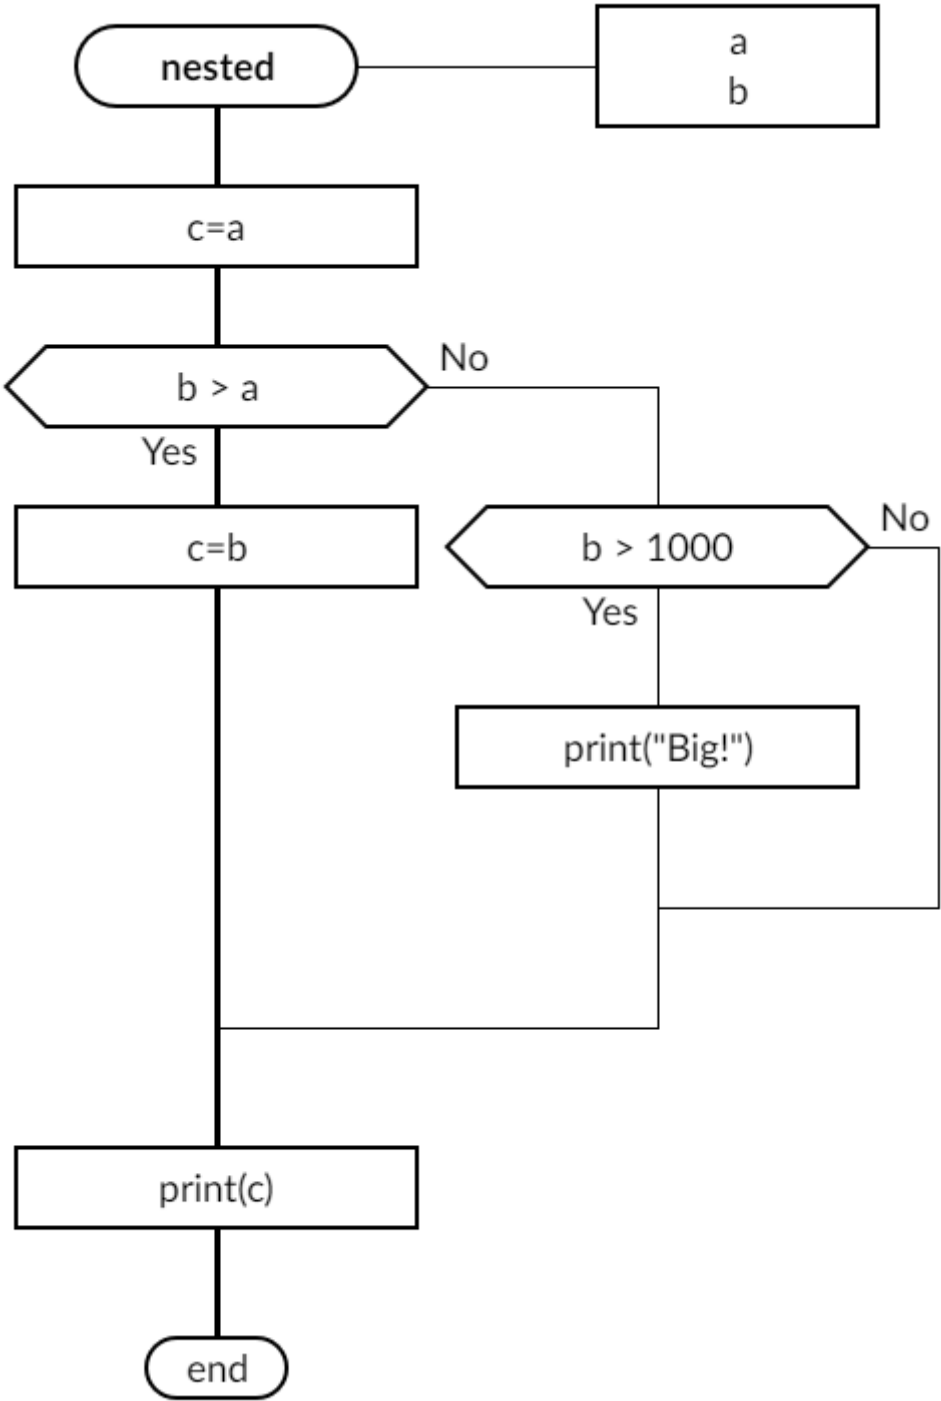 nested
a
b
c=a
b > a
No
Yes
c=b
b > 1000
No
Yes
print("Big!")
print(c)
end